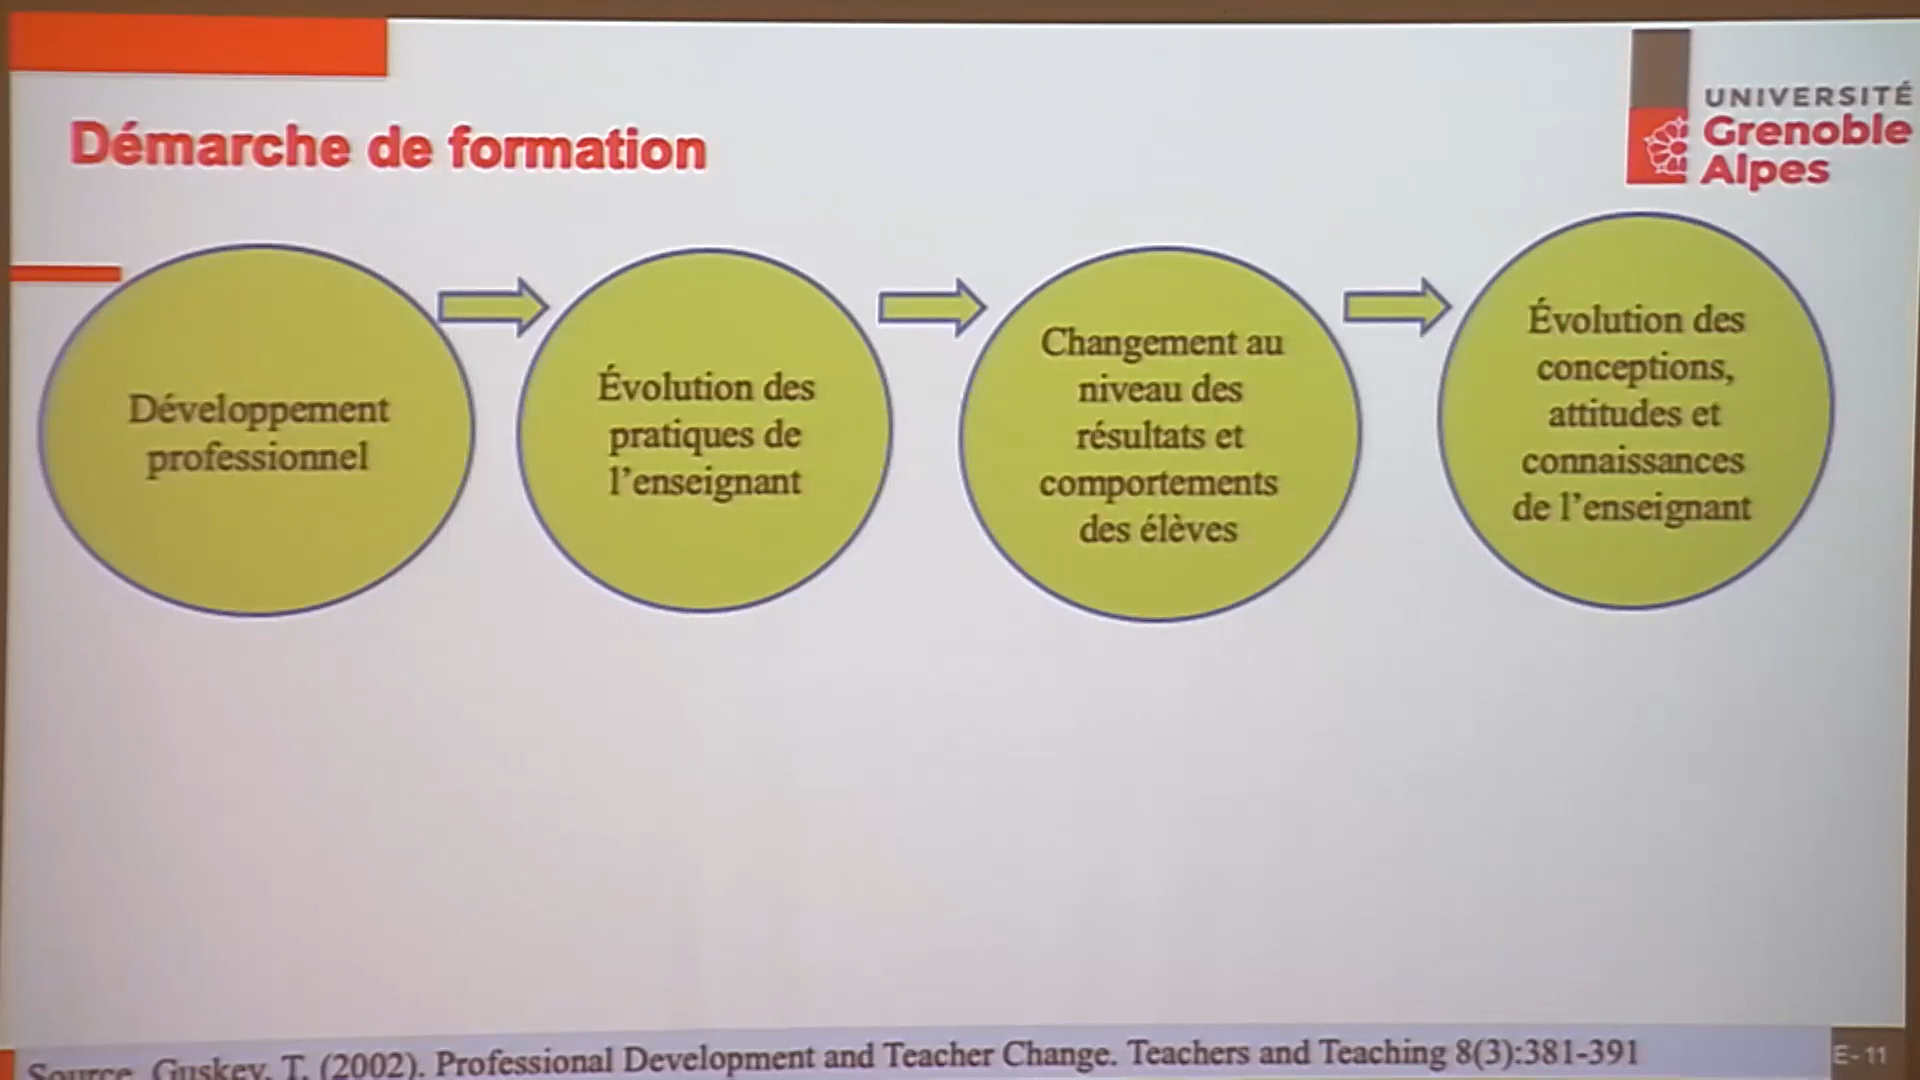 UNIVERSITÉ
Grenoble
Alpes
Démarche de formation
Développement
professionnel
Évolution des
pratiques de
l'enseignant
Changement au
niveau des
résultats et
comportements
des élèves
Évolution des
conceptions,
attitudes et
connaissances
de l'enseignant
Source. Guskey, T. (2002). Professional Development and Teacher Change. Teachers and Teaching 8(3):381-391
E- 11